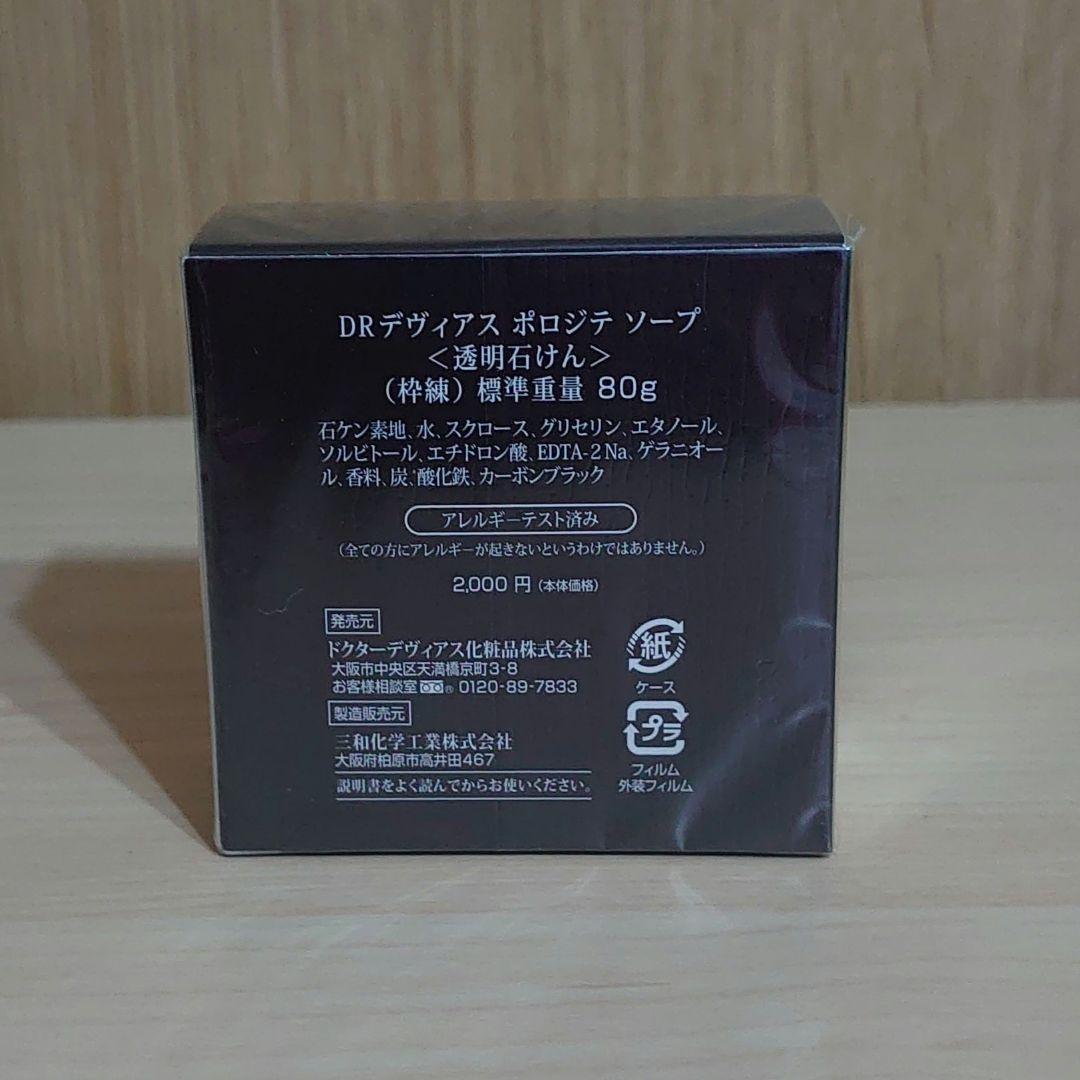 DRデヴィアス ポロジテ ソープ
＜透明石けん＞
（枠練）標準重量 80g
石ケン素地、水、スクロース、グリセリン、エタノール、
ソルビトール、エチドロン酸、EDTA-2Na、ゲラニオー
ル、香料、炭、酸化鉄、カーボンブラック
アレルギーテスト済み
（全ての方にアレルギーが起きないというわけではありません。）
2,000 円（本体価格）
発売元
ドクターデヴィアス化粧品株式会社
大阪市中央区天満橋京町3-8
お客様相談室 0120-89-7833
製造販売元
三和化学工業株式会社
大阪府柏原市高井田467
説明書をよく読んでからお使いください。
紙
ケース
プラ
フィルム
外装フィルム